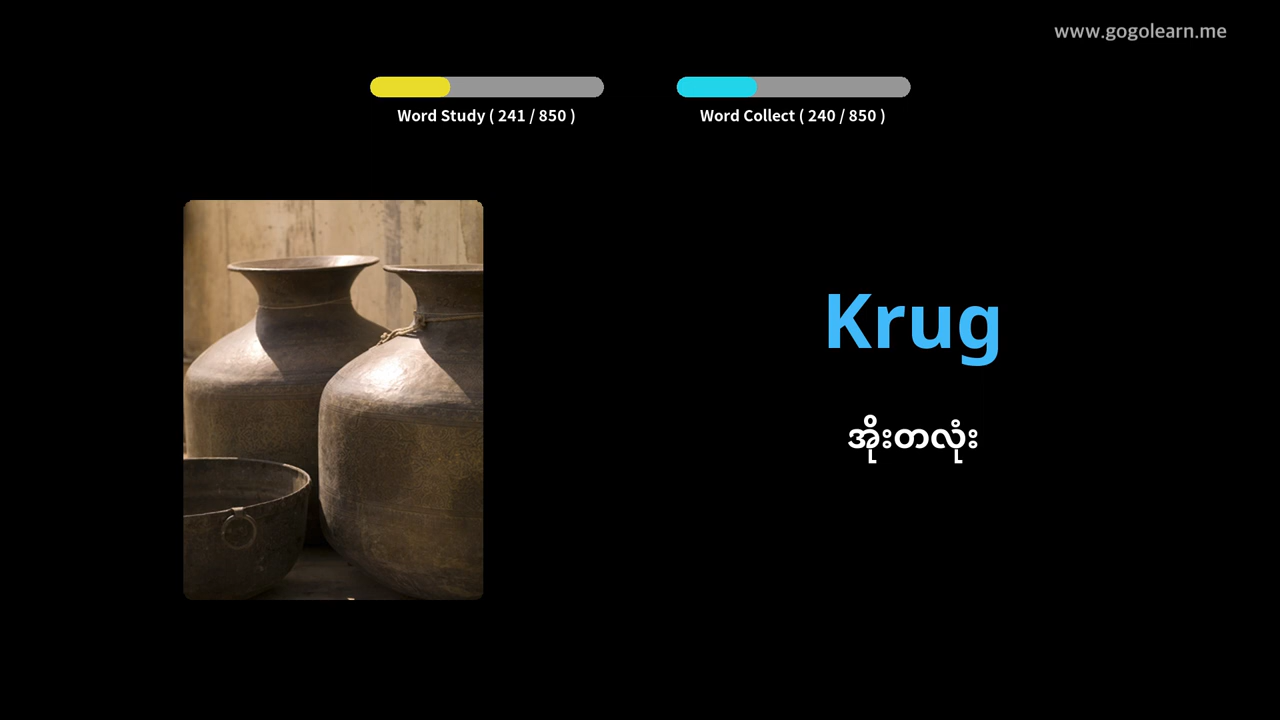 www.gogolearn.me
Word Study ( 241 / 850 )
Word Collect ( 240 / 850 )
Krug
အိုးတလုံး